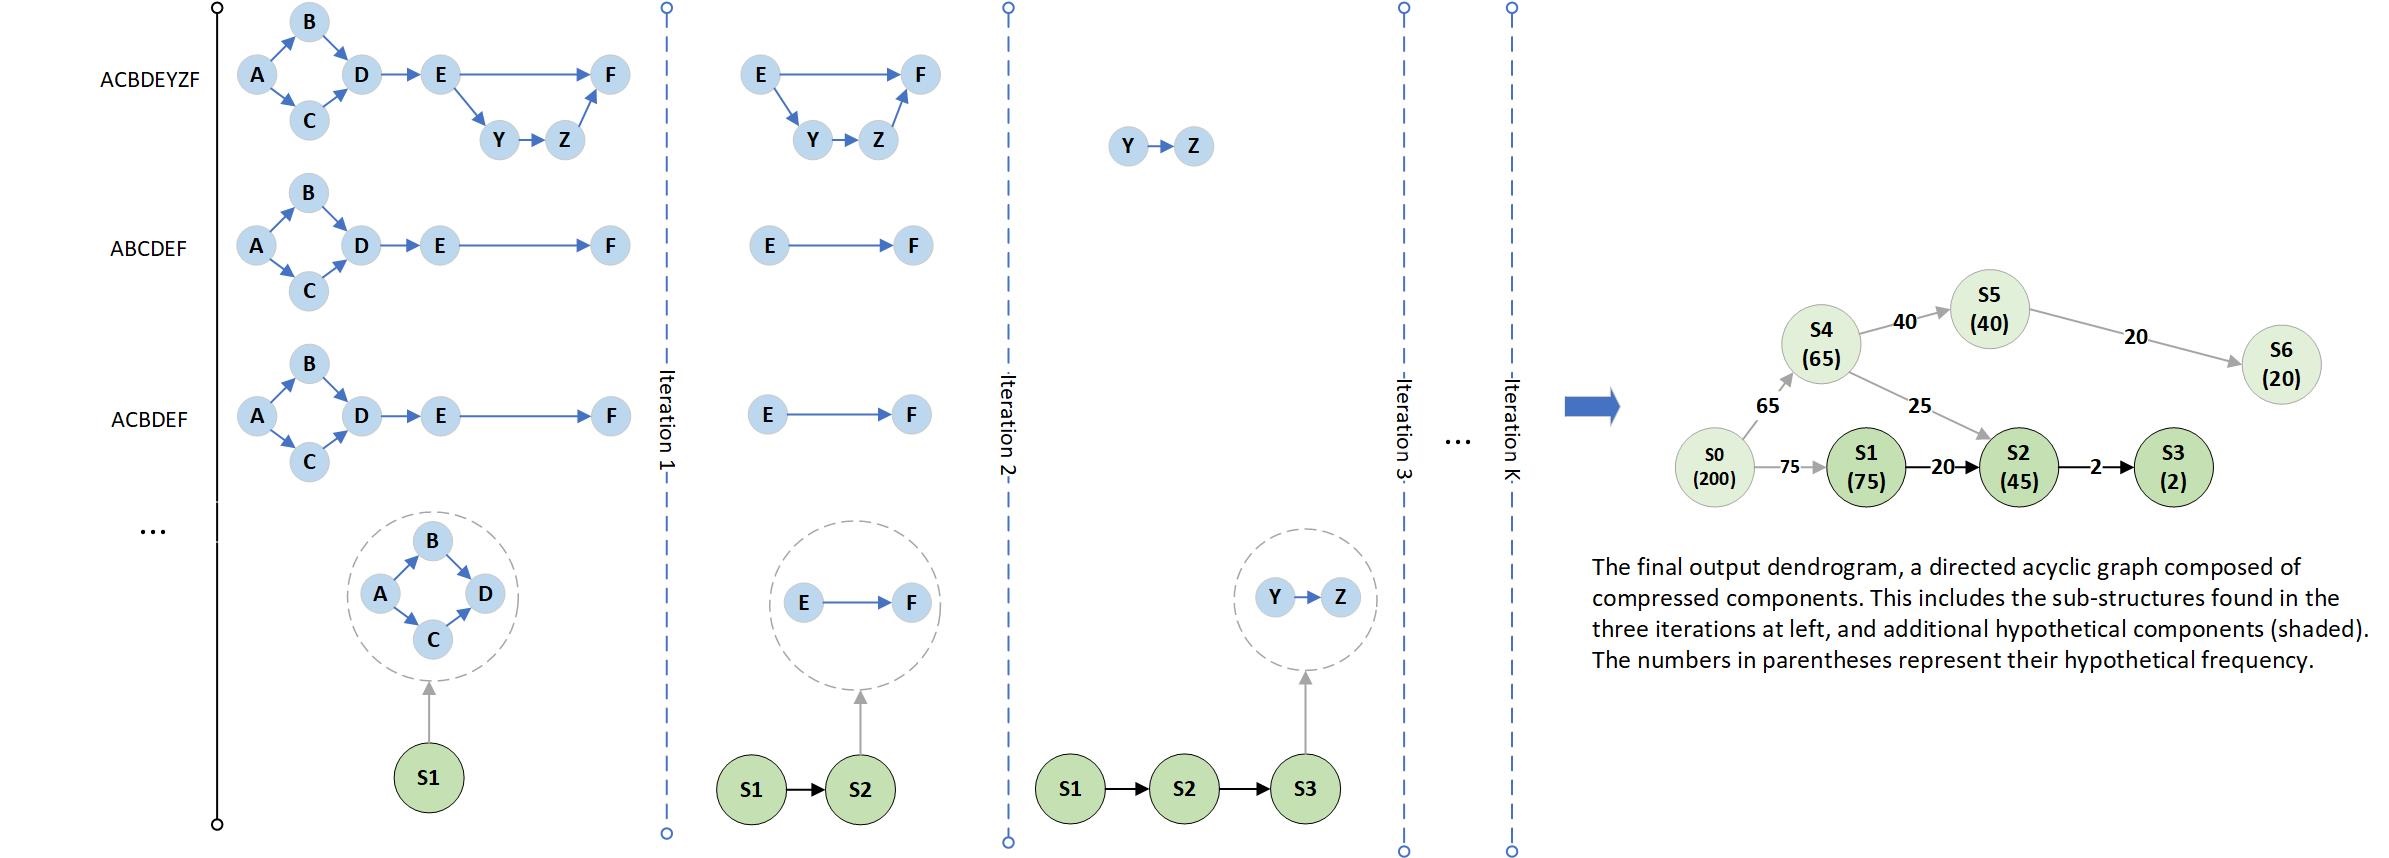 ACBDEYZF
A
B
C
D
E
F
Y
Z
E
F
Y
Z
Y
Z
ABCDEF
A
B
C
D
E
F
E
F
ACBDEF
A
B
C
D
E
F
E
F
...
A
B
C
D
S1
Iteration 1
E
F
S1
S2
Iteration 2
Y
Z
S1
S2
S3
Iteration 3
...
Iteration K
S0
(200)
65
S4
(65)
40
S5
(40)
20
S6
(20)
25
75
S1
(75)
20
S2
(45)
2
S3
(2)
The final output dendrogram, a directed acyclic graph composed of
compressed components. This includes the sub-structures found in the
three iterations at left, and additional hypothetical components (shaded).
The numbers in parentheses represent their hypothetical frequency.